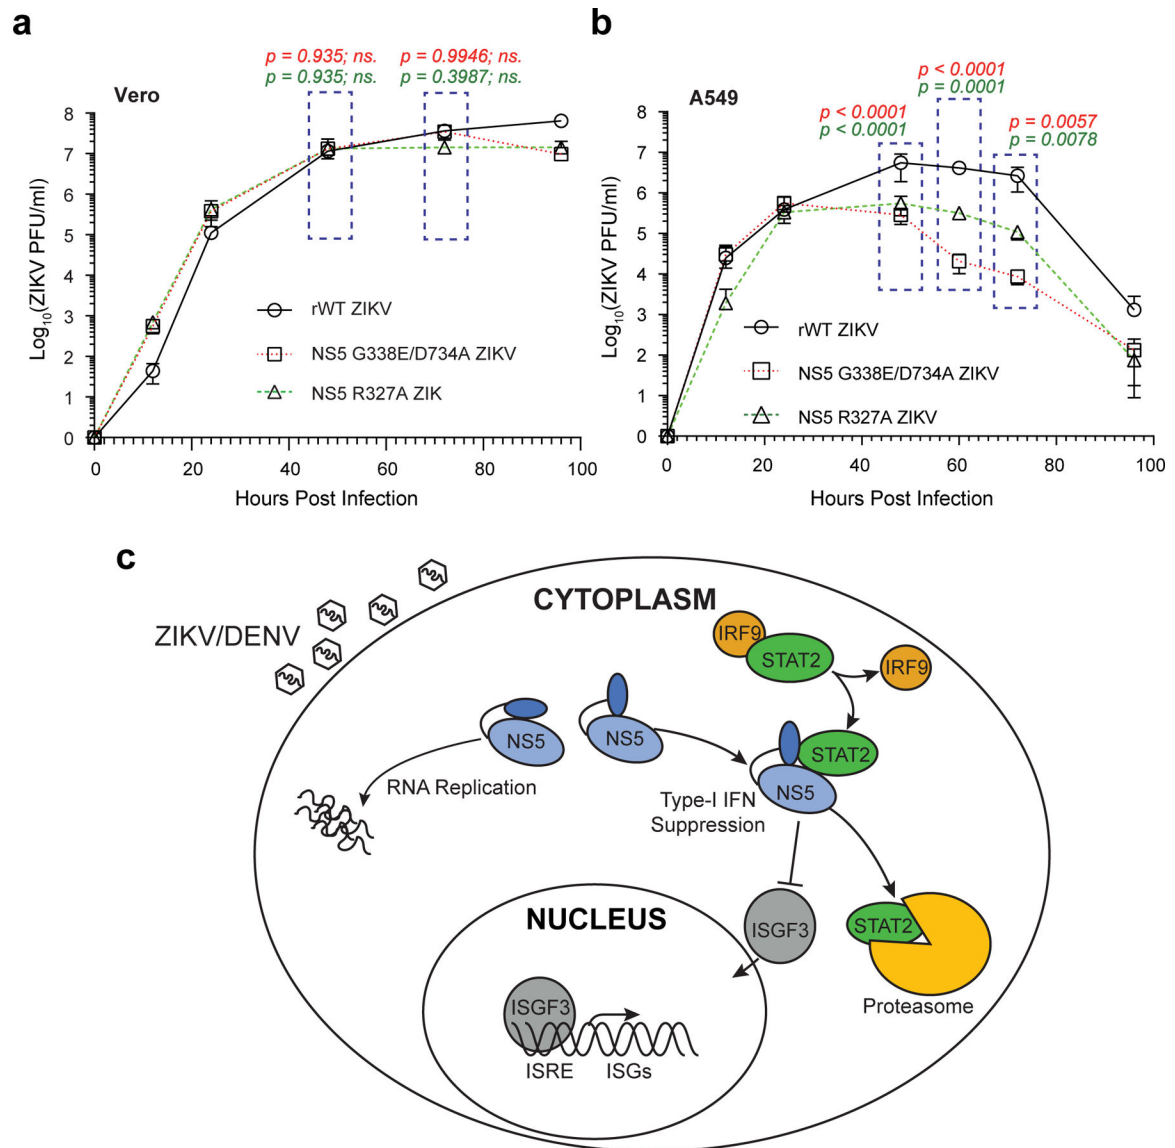 a
p = 0.935; ns.
p = 0.9946; ns.
p = 0.935; ns.
p = 0.3987; ns.
Vero
Log10(ZIKV PFU/ml)
8
7
6
5
4
3
2
1
0
rWT ZIKV
NS5 G338E/D734A ZIKV
NS5 R327A ZIK
0
20
40
60
80
100
Hours Post Infection
b
p < 0.0001
p = 0.0001
A549
p < 0.0001
p < 0.0001
p = 0.0057
p = 0.0078
Log10(ZIKV PFU/ml)
8
7
6
5
4
3
2
1
0
rWT ZIKV
NS5 G338E/D734A ZIKV
NS5 R327A ZIKV
0
20
40
60
80
100
Hours Post Infection
c
ZIKV/DENV
CYTOPLASM
IRF9
STAT2
IRF9
NS5
NS5
STAT2
NS5
RNA Replication
Type-I IFN
Suppression
NUCLEUS
ISGF3
STAT2
Proteasome
ISGF3
ISRE
ISGs